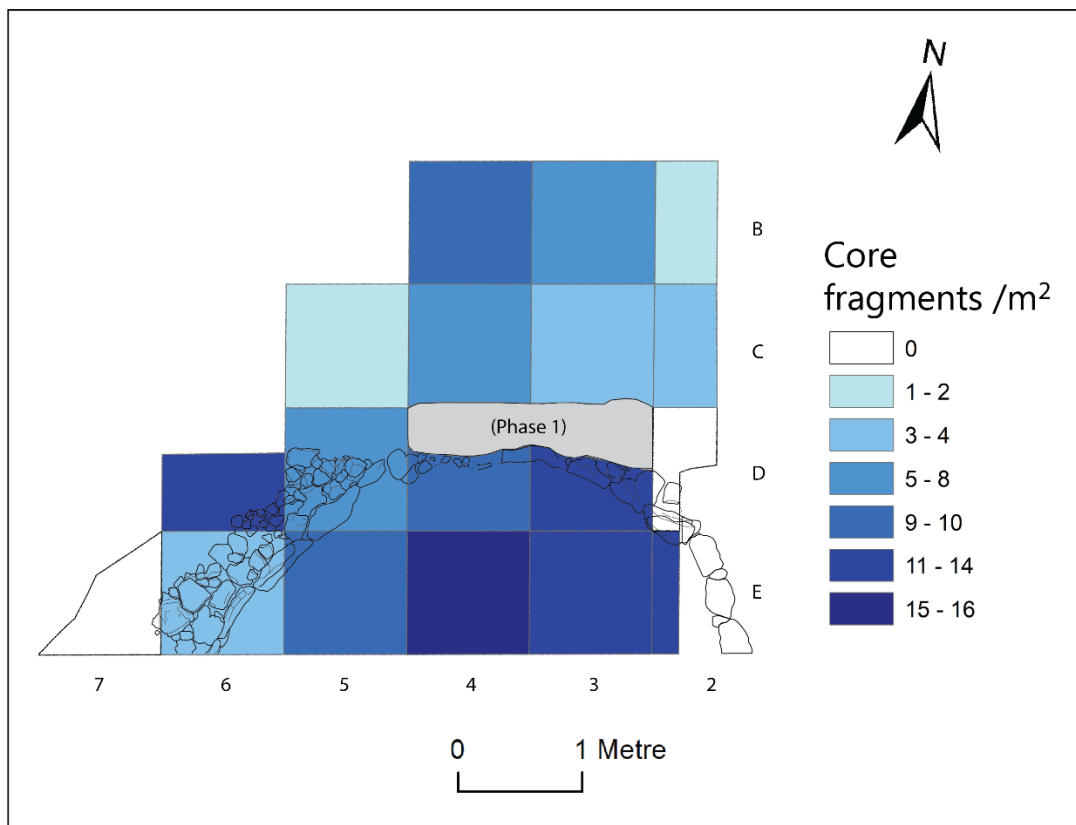 N
B
C
(Phase 1)
D
E
7 6 5 4 3 2
0 1 Metre
Core
fragments /m²
0
1 - 2
3 - 4
5 - 8
9 - 10
11 - 14
15 - 16